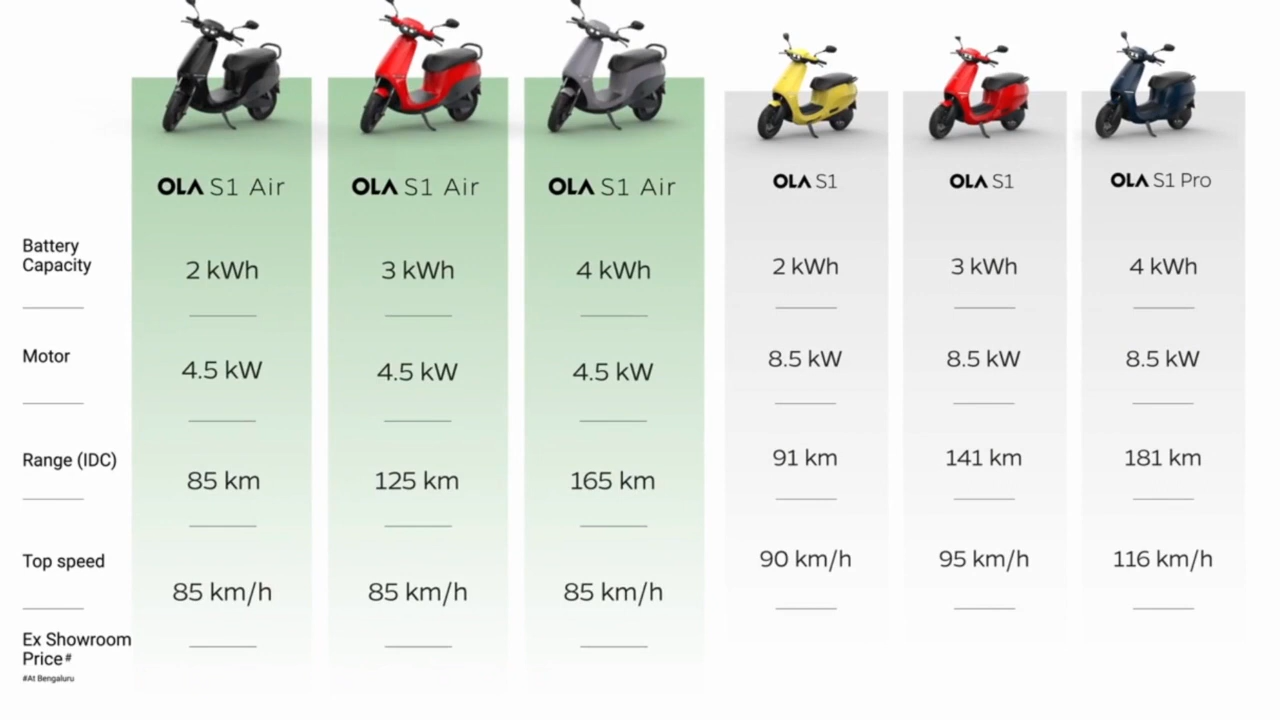 OLA S1 Air
OLA S1 Air
OLA S1 Air
OLA S1
OLA S1
OLA S1 Pro
Battery
Capacity
2 kWh
3 kWh
4 kWh
2 kWh
3 kWh
4 kWh
Motor
4.5 kW
4.5 kW
4.5 kW
8.5 kW
8.5 kW
8.5 kW
Range (IDC)
85 km
125 km
165 km
91 km
141 km
181 km
Top speed
85 km/h
85 km/h
85 km/h
90 km/h
95 km/h
116 km/h
Ex Showroom
Price#
#At Bengaluru